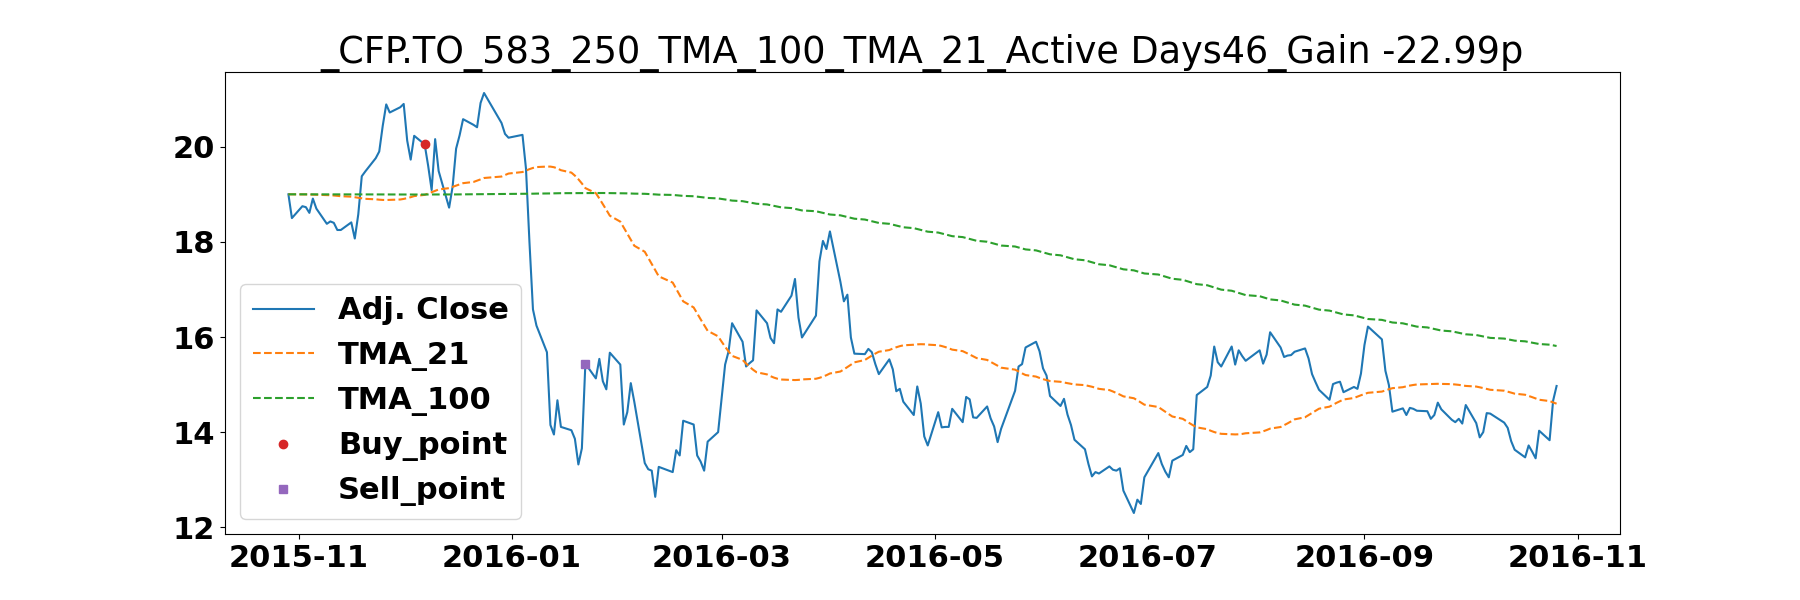 _CFP.TO_583_250_TMA_100_TMA_21_Active Days46_Gain -22.99p
20
18
16
14
12
Adj. Close
TMA_21
TMA_100
Buy_point
Sell_point
2015-11 2016-01 2016-03 2016-05 2016-07 2016-09 2016-11